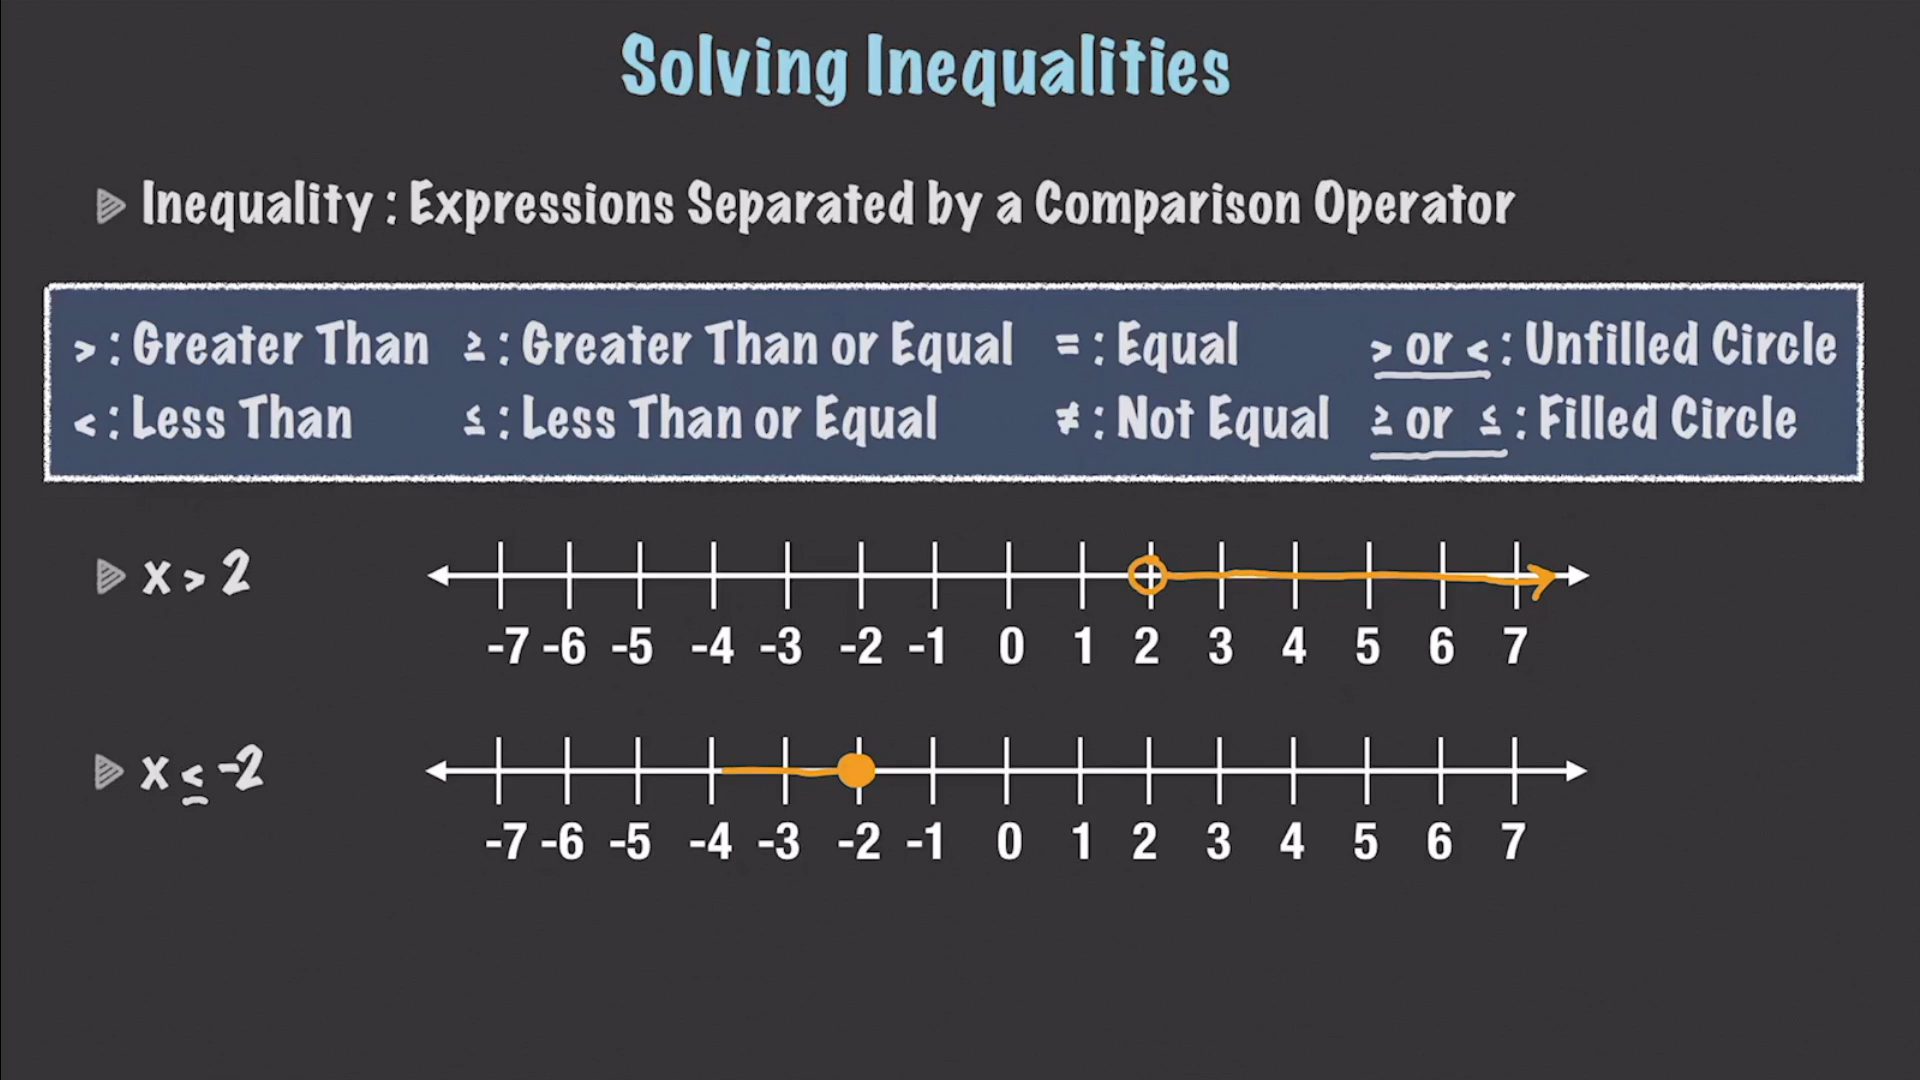 Solving Inequalities
Inequality : Expressions Separated by a Comparison Operator
> : Greater Than ≥ : Greater Than or Equal = : Equal > or < : Unfilled Circle
< : Less Than ≤ : Less Than or Equal ≠ : Not Equal ≥ or ≤ : Filled Circle
x > 2
-7 -6 -5 -4 -3 -2 -1 0 1 2 3 4 5 6 7
x ≤ -2
-7 -6 -5 -4 -3 -2 -1 0 1 2 3 4 5 6 7